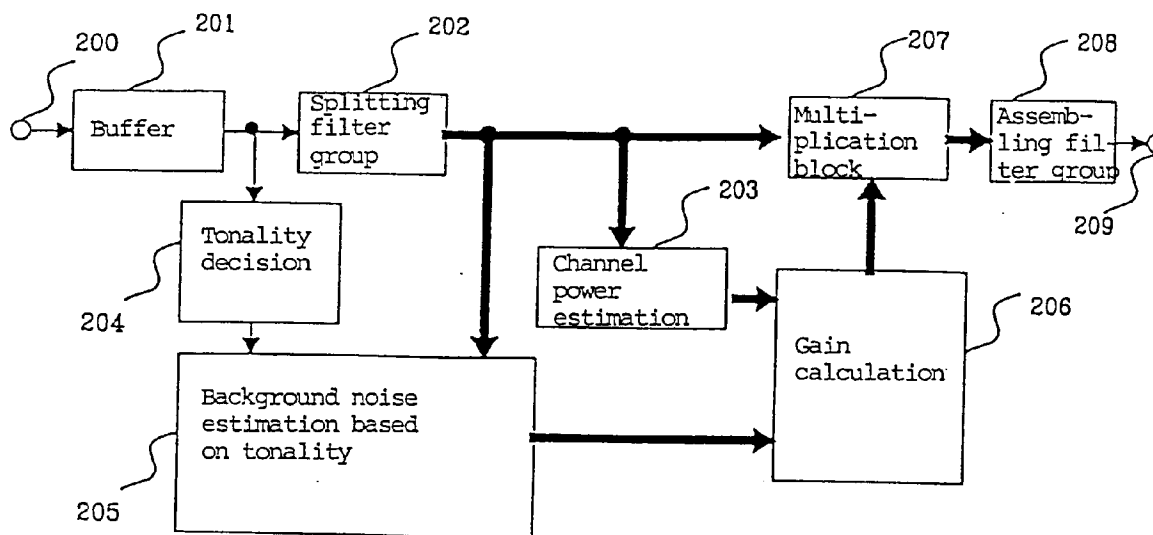 200
201
202
207
208
Buffer
Splitting
filter
group
Multi-
plication
block
Assemb-
ling fil-
ter group
209
203
Tonality
decision
204
Channel
power
estimation
206
Gain
calculation
Background noise
estimation based
on tonality
205